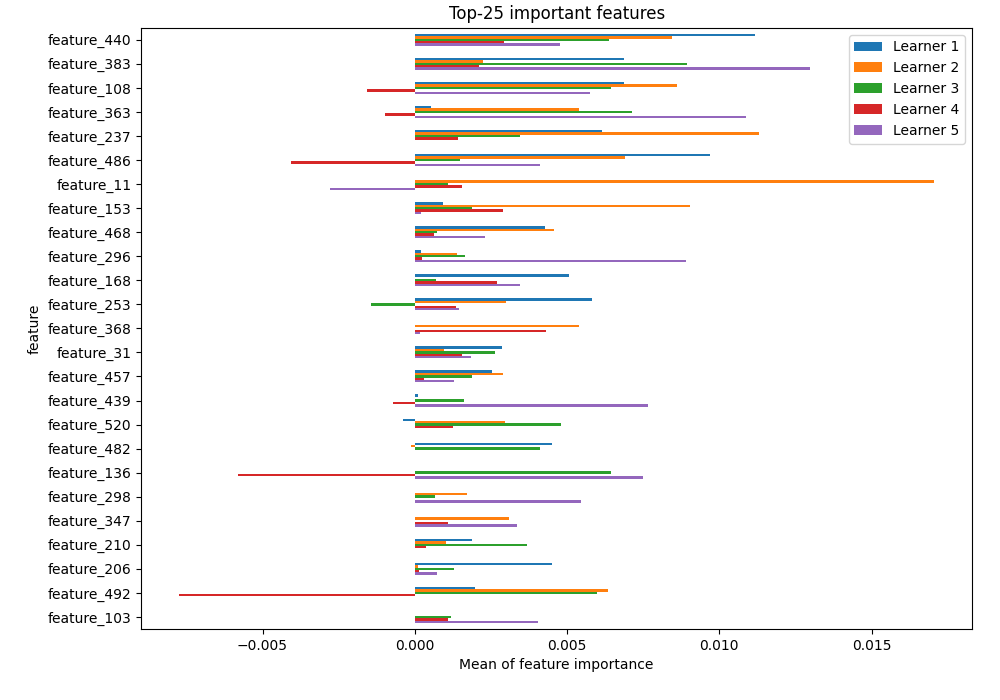 Top-25 important features
Learner 1
Learner 2
Learner 3
Learner 4
Learner 5
feature_440
feature_383
feature_108
feature_363
feature_237
feature_486
feature_11
feature_153
feature_468
feature_296
feature_168
feature_253
feature_368
feature_31
feature_457
feature_439
feature_520
feature_482
feature_136
feature_298
feature_347
feature_210
feature_206
feature_492
feature_103
feature
−0.005 0.000 0.005 0.010 0.015
Mean of feature importance